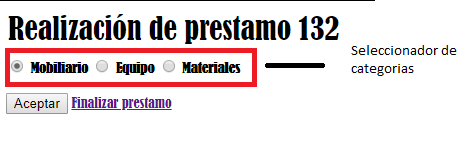 Realización de prestamo 132
Mobiliario Equipo Materiales
Seleccionador de
categorias
Aceptar Finalizar prestamo